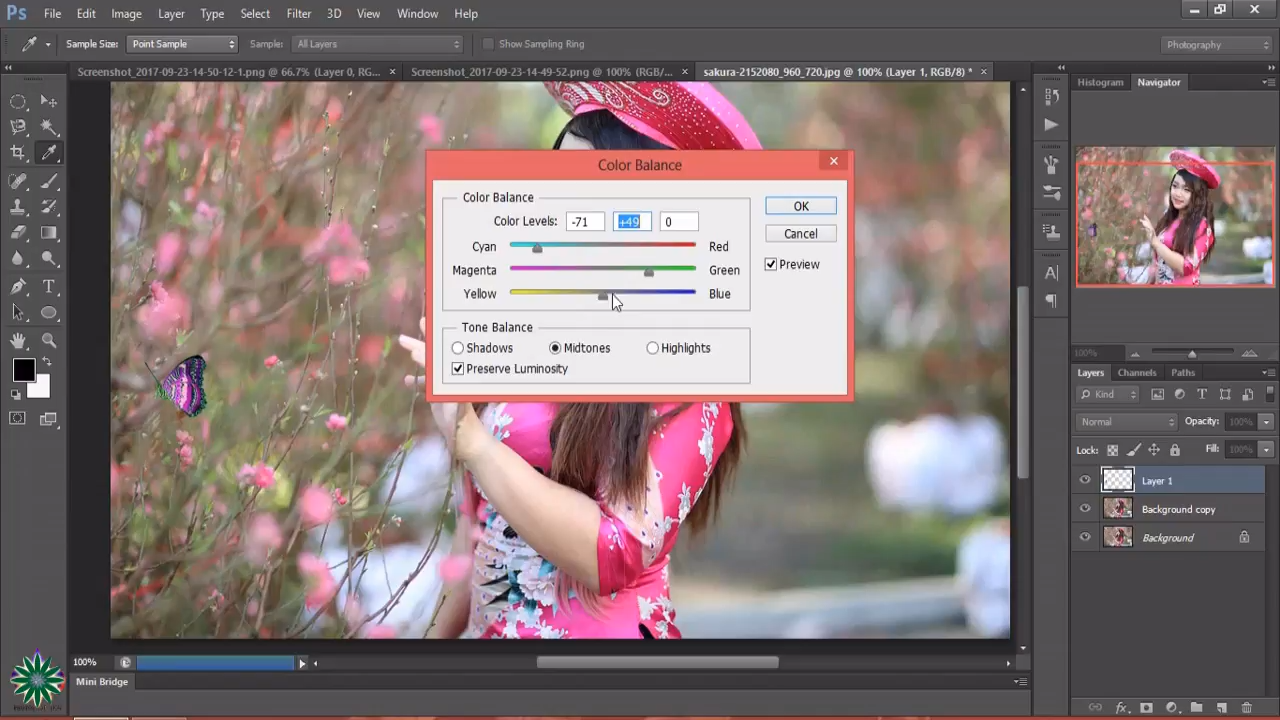 Ps File Edit Image Layer Type Select Filter 3D View Window Help
Sample Size: Point Sample Sample: All Layers Show Sampling Ring Photography
Screenshot_2017-09-23-14-50-12-1.png @ 66.7% (Layer 0, RG... × Screenshot_2017-09-23-14-49-52.png @ 100% (RGB/... × sakura-2152080_960_720.jpg @ 100% (Layer 1, RGB/8) * ×
Histogram Navigator
Color Balance
Color Balance
Color Levels: -71 +49 0
OK
Cyan Red
Cancel
Magenta Green
Preview
Yellow Blue
Tone Balance
Shadows Midtones Highlights
Preserve Luminosity
100%
Layers Channels Paths
Kind
Normal Opacity: 100%
Lock: Fill: 100%
Layer 1
Background copy
Background
100%
Mini Bridge